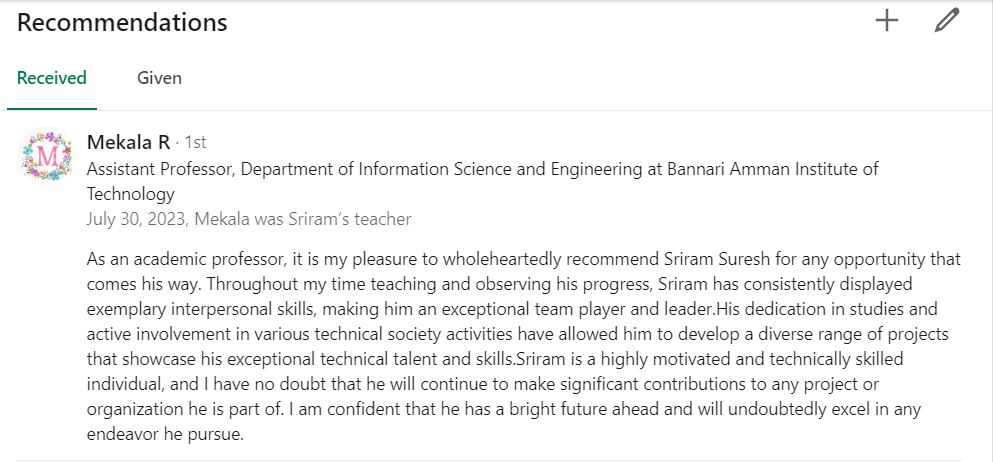 Recommendations
Received
Given
M
Mekala R · 1st
Assistant Professor, Department of Information Science and Engineering at Bannari Amman Institute of
Technology
July 30, 2023, Mekala was Sriram's teacher
As an academic professor, it is my pleasure to wholeheartedly recommend Sriram Suresh for any opportunity that
comes his way. Throughout my time teaching and observing his progress, Sriram has consistently displayed
exemplary interpersonal skills, making him an exceptional team player and leader.His dedication in studies and
active involvement in various technical society activities have allowed him to develop a diverse range of projects
that showcase his exceptional technical talent and skills.Sriram is a highly motivated and technically skilled
individual, and I have no doubt that he will continue to make significant contributions to any project or
organization he is part of. I am confident that he has a bright future ahead and will undoubtedly excel in any
endeavor he pursue.